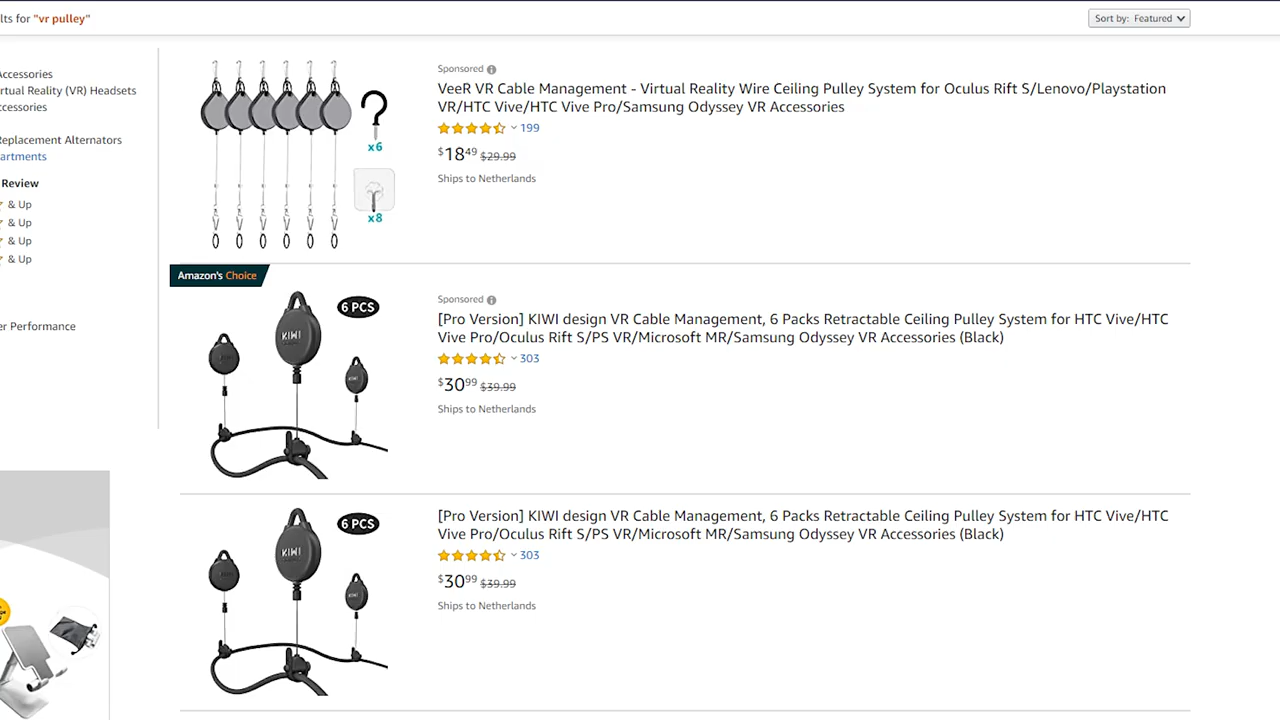 lts for "vr pulley"
Sort by: Featured
Accessories
rtual Reality (VR) Headsets
ccessories
Replacement Alternators
artments
Review
& Up
& Up
& Up
& Up
er Performance
x6
x8
Sponsored
VeeR VR Cable Management - Virtual Reality Wire Ceiling Pulley System for Oculus Rift S/Lenovo/Playstation
VR/HTC Vive/HTC Vive Pro/Samsung Odyssey VR Accessories
199
$18.49 $29.99
Ships to Netherlands
Amazon's Choice
6 PCS
KIWI
KIWI
Sponsored
[Pro Version] KIWI design VR Cable Management, 6 Packs Retractable Ceiling Pulley System for HTC Vive/HTC
Vive Pro/Oculus Rift S/PS VR/Microsoft MR/Samsung Odyssey VR Accessories (Black)
303
$30.99 $39.99
Ships to Netherlands
6 PCS
KIWI
KIWI
[Pro Version] KIWI design VR Cable Management, 6 Packs Retractable Ceiling Pulley System for HTC Vive/HTC
Vive Pro/Oculus Rift S/PS VR/Microsoft MR/Samsung Odyssey VR Accessories (Black)
303
$30.99 $39.99
Ships to Netherlands